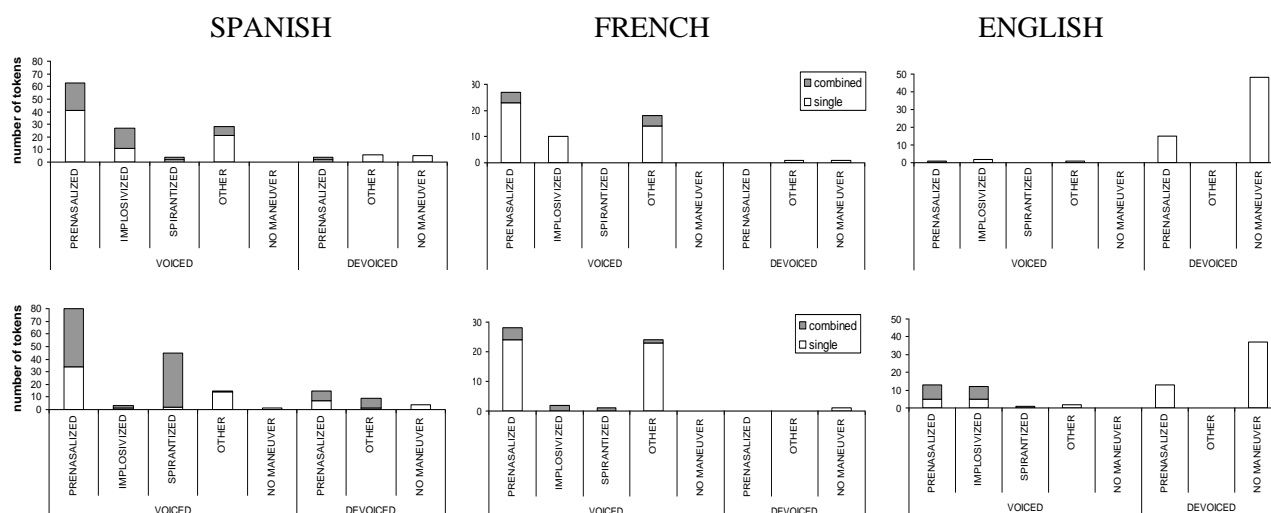 SPANISH FRENCH ENGLISH
number of tokens
80
70
60
50
40
30
20
10
0
PRENASALIZED
IMPLOSIVIZED
SPIRANTIZED
OTHER
NO MANEUVER
PRENASALIZED
OTHER
NO MANEUVER
VOICED DEVOICED
30
20
10
0
combined
single
PRENASALIZED
IMPLOSIVIZED
SPIRANTIZED
OTHER
NO MANEUVER
PRENASALIZED
OTHER
NO MANEUVER
VOICED DEVOICED
50
40
30
20
10
0
PRENASALIZED
IMPLOSIVIZED
SPIRANTIZED
OTHER
NO MANEUVER
PRENASALIZED
OTHER
NO MANEUVER
VOICED DEVOICED
number of tokens
80
70
60
50
40
30
20
10
0
PRENASALIZED
IMPLOSIVIZED
SPIRANTIZED
OTHER
NO MANEUVER
PRENASALIZED
OTHER
NO MANEUVER
VOICED DEVOICED
30
20
10
0
combined
single
PRENASALIZED
IMPLOSIVIZED
SPIRANTIZED
OTHER
NO MANEUVER
PRENASALIZED
OTHER
NO MANEUVER
VOICED DEVOICED
50
40
30
20
10
0
PRENASALIZED
IMPLOSIVIZED
SPIRANTIZED
OTHER
NO MANEUVER
PRENASALIZED
OTHER
NO MANEUVER
VOICED DEVOICED